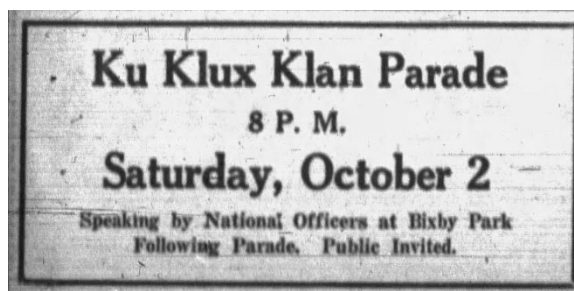 Ku Klux Klan Parade
8 P. M.
Saturday, October 2
Speaking by National Officers at Bixby Park
Following Parade. Public Invited.